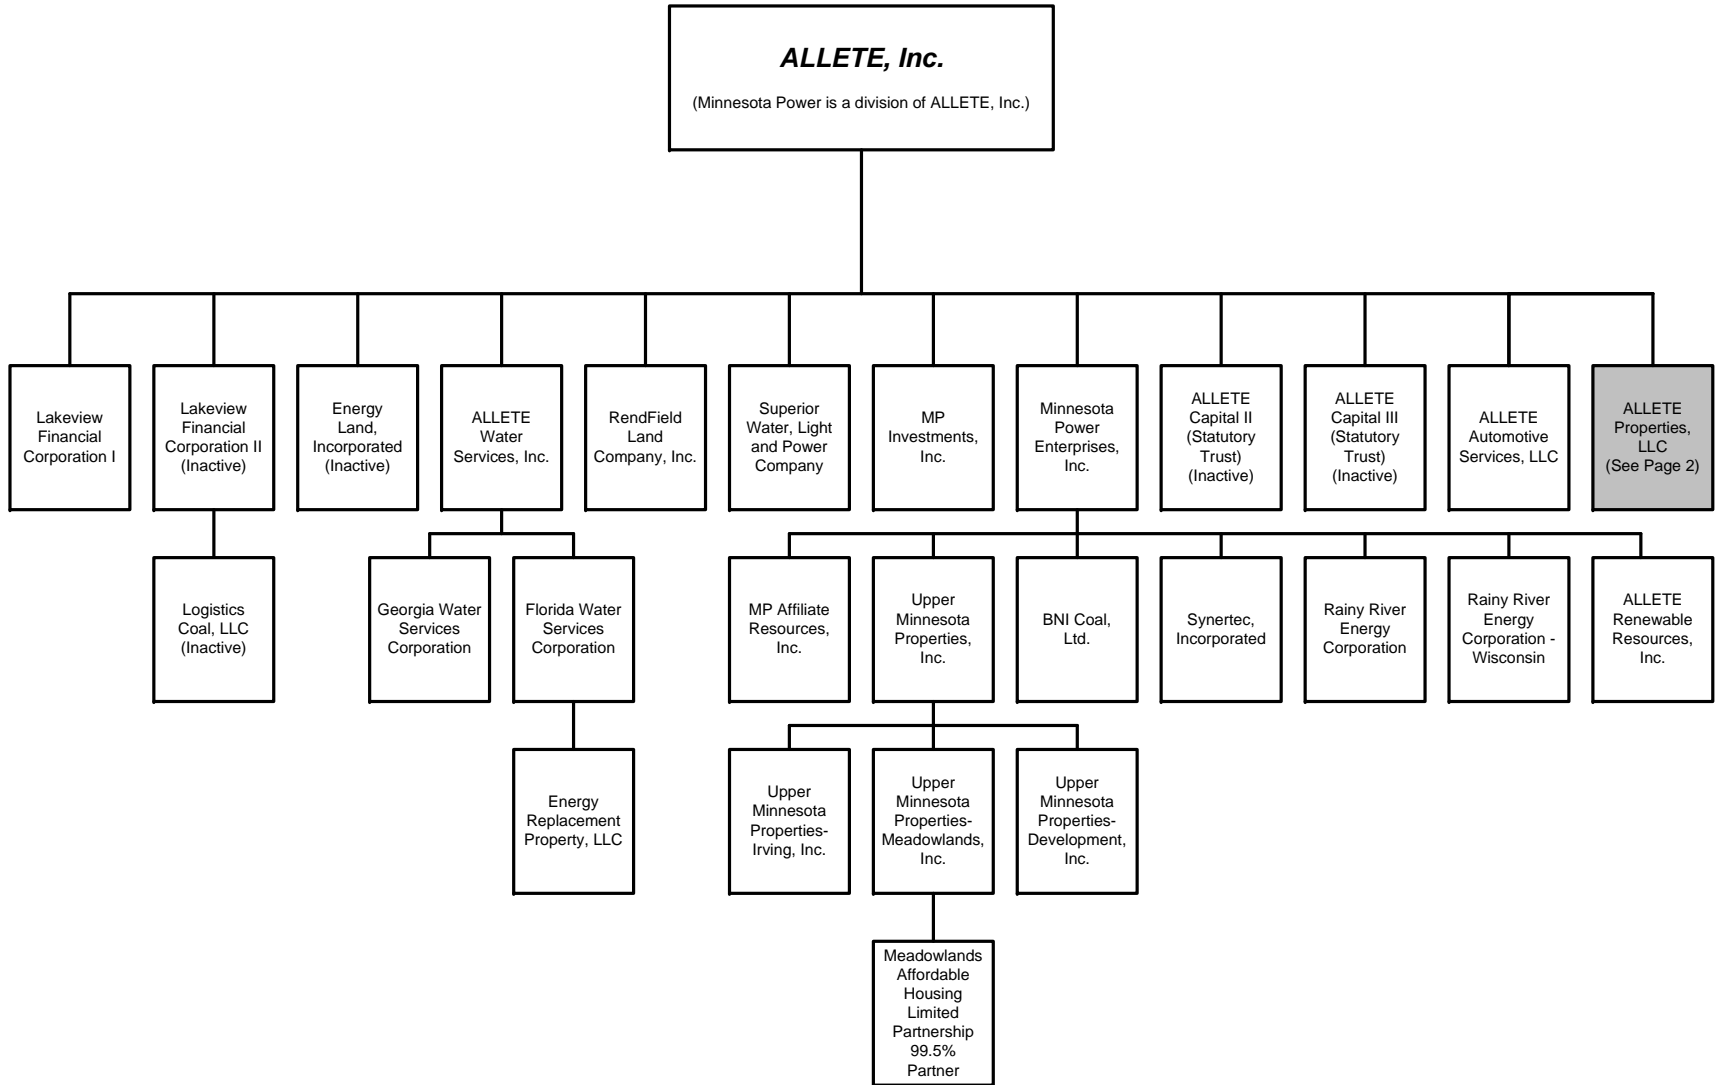 ALLETE, Inc.
(Minnesota Power is a division of ALLETE, Inc.)
Lakeview
Financial
Corporation I
Lakeview
Financial
Corporation II
(Inactive)
Energy
Land,
Incorporated
(Inactive)
ALLETE
Water
Services, Inc.
RendField
Land
Company, Inc.
Superior
Water, Light
and Power
Company
MP
Investments,
Inc.
Minnesota
Power
Enterprises,
Inc.
ALLETE
Capital II
(Statutory
Trust)
(Inactive)
ALLETE
Capital III
(Statutory
Trust)
(Inactive)
ALLETE
Automotive
Services, LLC
ALLETE
Properties,
LLC
(See Page 2)
Logistics
Coal, LLC
(Inactive)
Georgia Water
Services
Corporation
Florida Water
Services
Corporation
MP Affiliate
Resources,
Inc.
Upper
Minnesota
Properties,
Inc.
BNI Coal,
Ltd.
Synertec,
Incorporated
Rainy River
Energy
Corporation
Rainy River
Energy
Corporation -
Wisconsin
ALLETE
Renewable
Resources,
Inc.
Energy
Replacement
Property, LLC
Upper
Minnesota
Properties-
Irving, Inc.
Upper
Minnesota
Properties-
Meadowlands,
Inc.
Upper
Minnesota
Properties-
Development,
Inc.
Meadowlands
Affordable
Housing
Limited
Partnership
99.5%
Partner